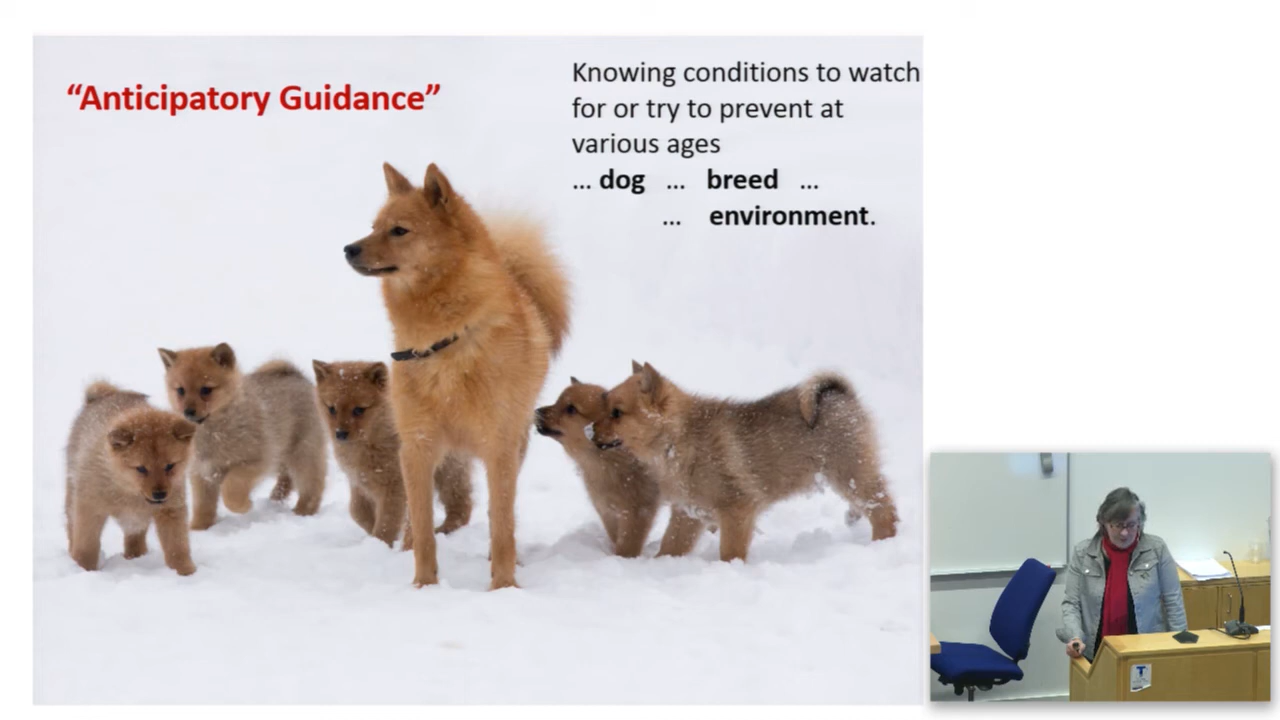 “Anticipatory Guidance”
Knowing conditions to watch
for or try to prevent at
various ages
... dog ... breed ...
... environment.